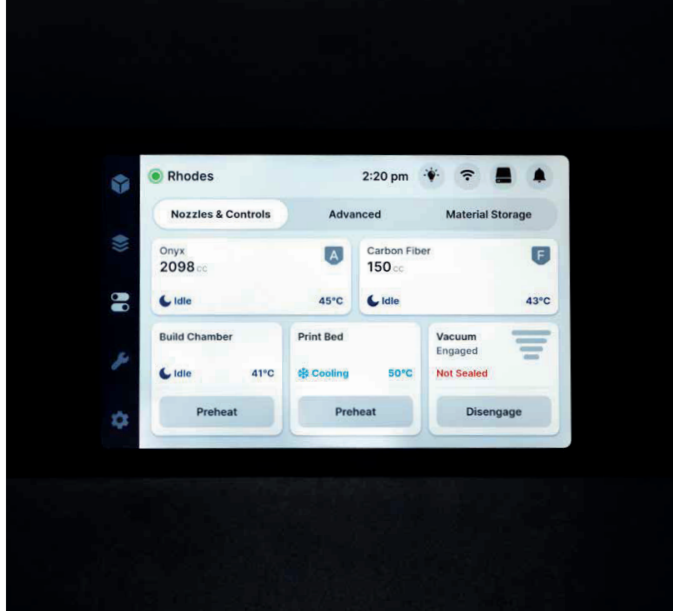 Rhodes 2:20 pm
Nozzles & Controls Advanced Material Storage
Onyx A
2098 cc
Idle 45°C
Carbon Fiber F
150 cc
Idle 43°C
Build Chamber
Idle 41°C
Preheat
Print Bed
Cooling 50°C
Preheat
Vacuum
Engaged
Not Sealed
Disengage